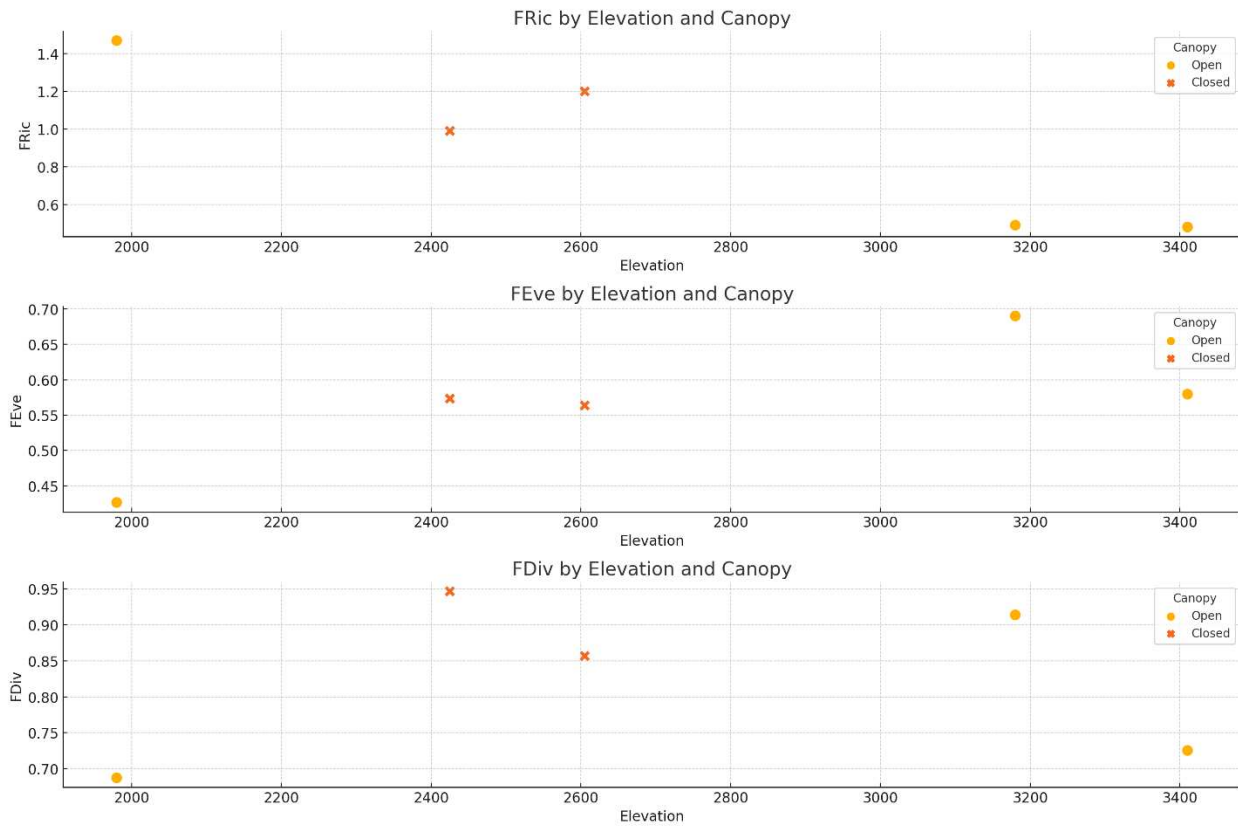 FRic by Elevation and Canopy
1.4
1.2
1.0
0.8
0.6
FRic
Canopy
Open
Closed
2000 2200 2400 2600 2800 3000 3200 3400
Elevation
FEve by Elevation and Canopy
0.70
0.65
0.60
0.55
0.50
0.45
FEve
Canopy
Open
Closed
2000 2200 2400 2600 2800 3000 3200 3400
Elevation
FDiv by Elevation and Canopy
0.95
0.90
0.85
0.80
0.75
0.70
FDiv
Canopy
Open
Closed
2000 2200 2400 2600 2800 3000 3200 3400
Elevation